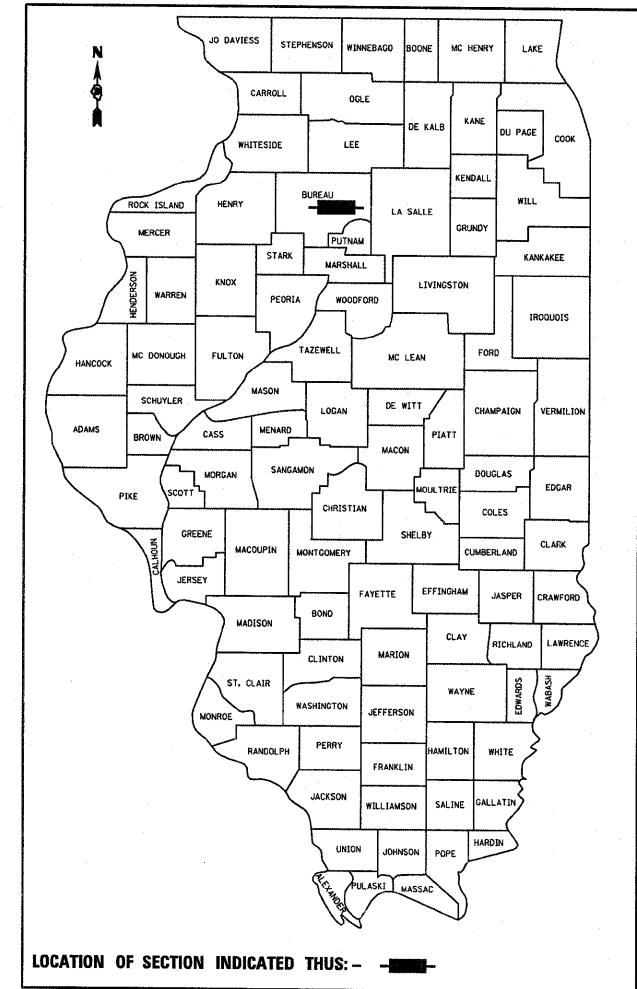 JO DAVIESS
STEPHENSON
WINNEBAGO
BOONE
MC HENRY
LAKE
N
CARROLL
OGLE
DE KALB
KANE
DU PAGE
COOK
WHITESIDE
LEE
KENDALL
WILL
ROCK ISLAND
HENRY
BUREAU
LA SALLE
GRUNDY
MERCER
PUTNAM
STARK
MARSHALL
KANKAKEE
HENDERSON
WARREN
KNOX
PEORIA
WOODFORD
LIVINGSTON
IROQUOIS
HANCOCK
MC DONOUGH
FULTON
TAZEWELL
MC LEAN
FORD
MASON
SCHUYLER
LOGAN
DE WITT
PIATT
CHAMPAIGN
VERMILION
ADAMS
BROWN
CASS
MENARD
MACON
SANGAMON
MORGAN
SCOTT
PIKE
CHRISTIAN
MOULTRIE
DOUGLAS
EDGAR
COLES
SHELBY
GREENE
CALHOUN
MACOUPIN
MONTGOMERY
CUMBERLAND
CLARK
JERSEY
FAYETTE
EFFINGHAM
JASPER
CRAWFORD
MADISON
BOND
CLAY
RICHLAND
LAWRENCE
CLINTON
MARION
ST. CLAIR
WAYNE
EDWARDS
WABASH
WASHINGTON
JEFFERSON
MONROE
RANDOLPH
PERRY
HAMILTON
WHITE
FRANKLIN
JACKSON
WILLIAMSON
SALINE
GALLATIN
UNION
JOHNSON
POPE
HARDIN
ALEXANDER
PULASKI
MASSAC
LOCATION OF SECTION INDICATED THUS: -